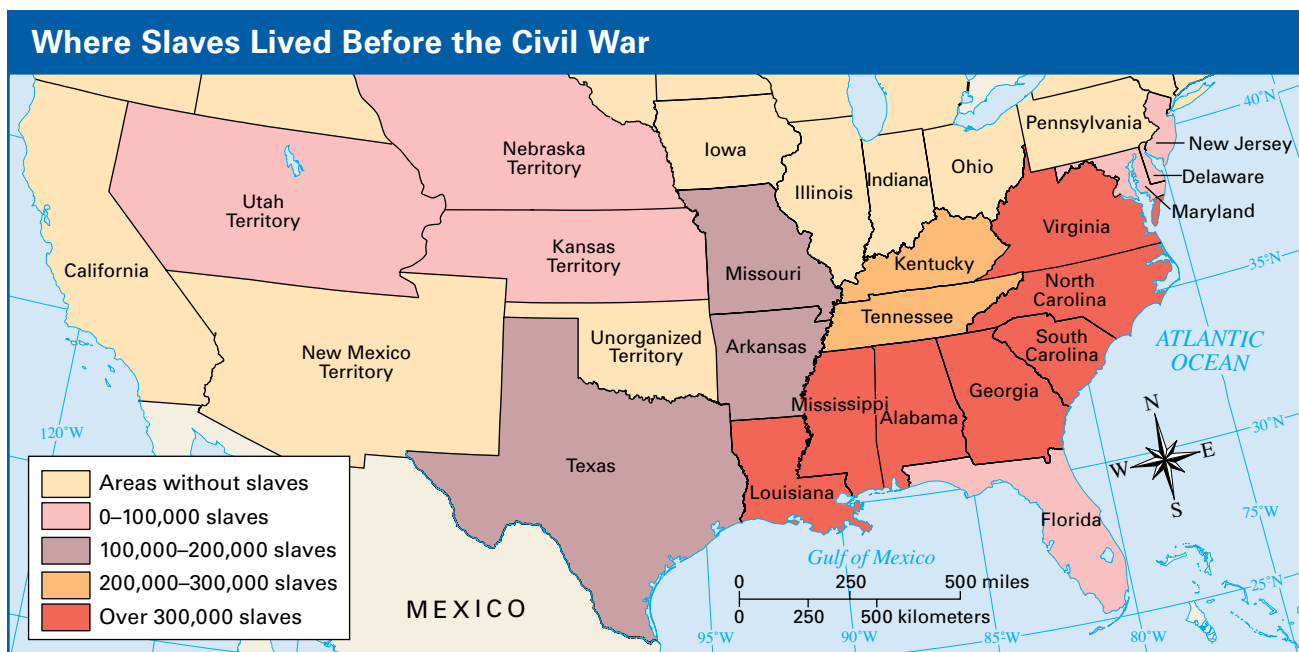 Where Slaves Lived Before the Civil War
40°N
Pennsylvania
New Jersey
Iowa
Nebraska
Territory
Ohio
Illinois
Indiana
Delaware
Utah
Territory
Maryland
Virginia
Kansas
Territory
California
Kentucky
35°N
Missouri
North
Carolina
Tennessee
Unorganized
Territory
South
Carolina
ATLANTIC
OCEAN
Arkansas
New Mexico
Territory
Georgia
Mississippi
Alabama
N
120°W
30°N
W
E
Texas
Areas without slaves
Louisiana
S
75°W
0–100,000 slaves
Florida
100,000–200,000 slaves
Gulf of Mexico
200,000–300,000 slaves
0 250 500 miles
25°N
MEXICO
Over 300,000 slaves
0 250 500 kilometers
95°W
90°W
85°W
80°W